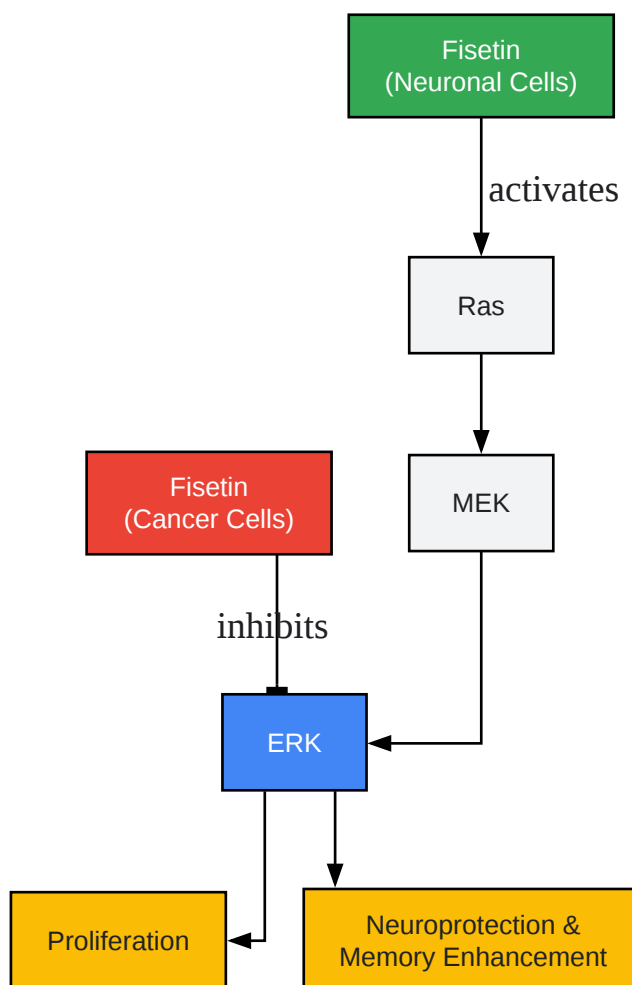 Fisetin
(Neuronal Cells)
activates
Ras
MEK
Fisetin
(Cancer Cells)
inhibits
ERK
Proliferation
Neuroprotection &
Memory Enhancement